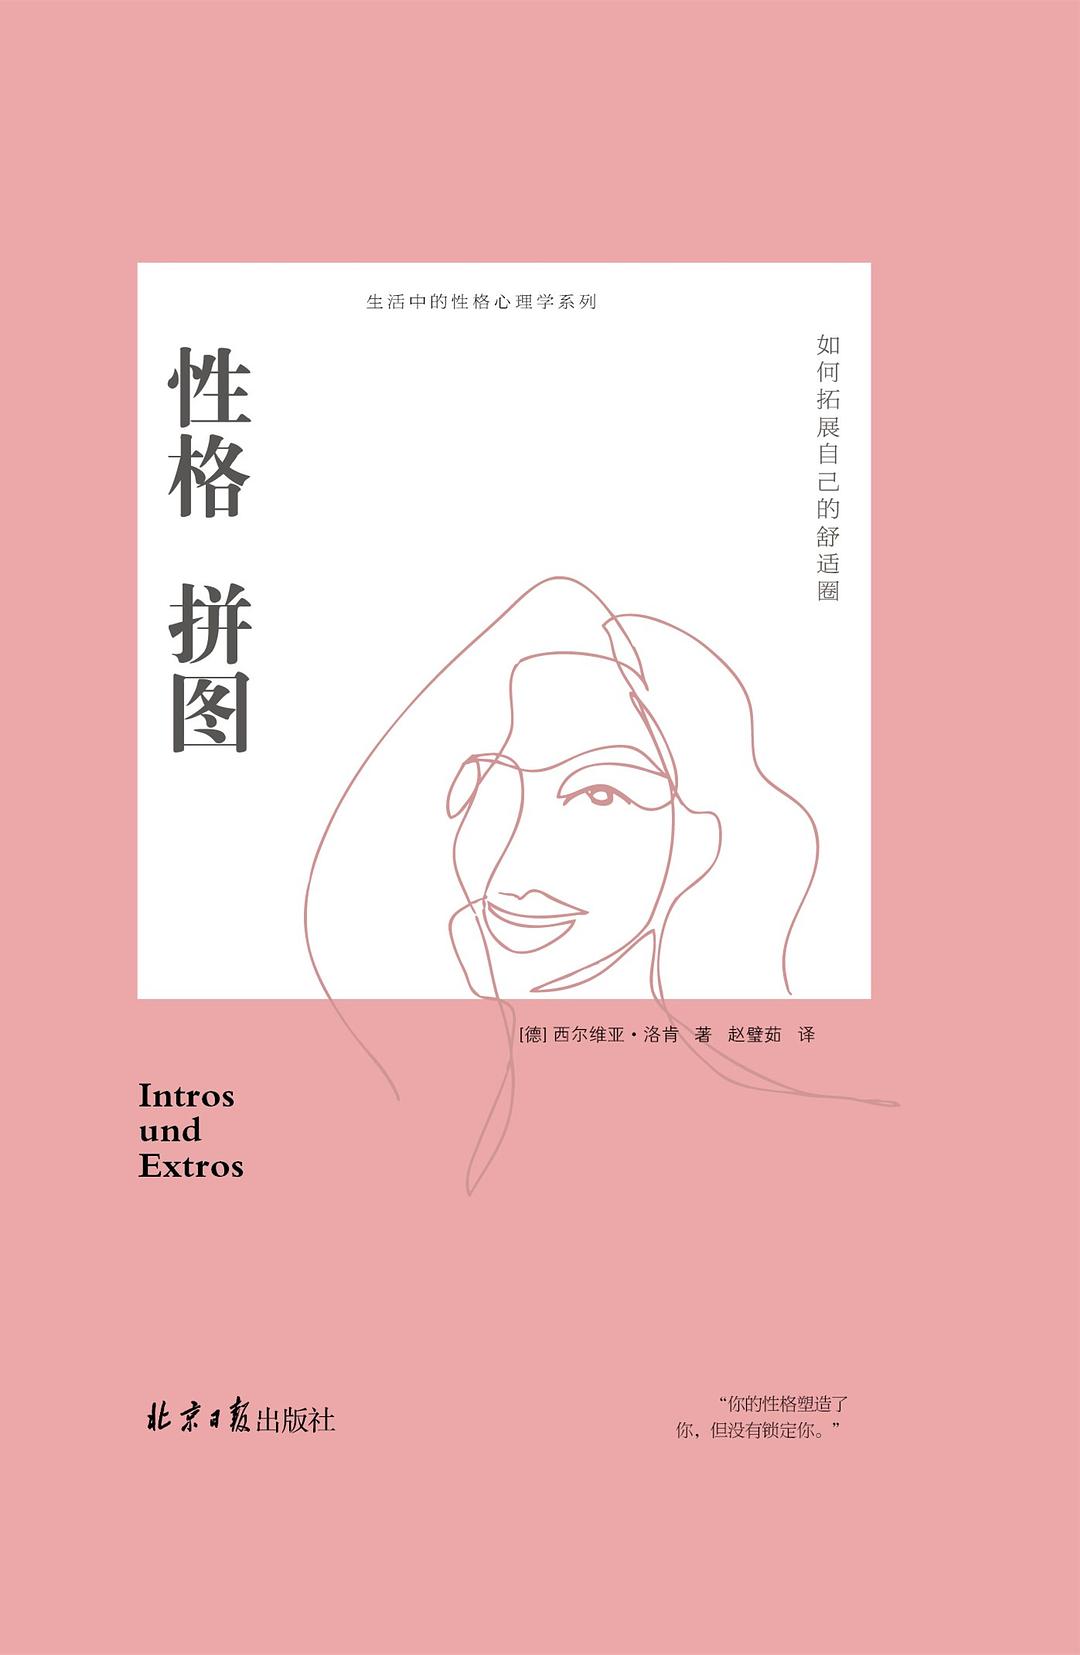 生活中的性格心理学系列
性格 拼图
如何拓展自己的舒适圈
[德] 西尔维亚·洛肯 著 赵璧茹 译
Intros
und
Extros
北京日报出版社
“你的性格塑造了
你，但没有锁定你。”